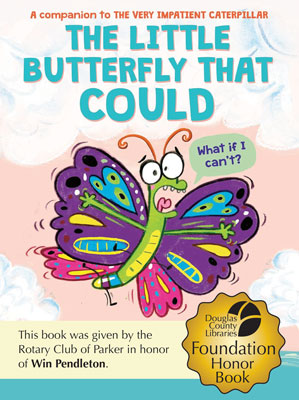 A companion to THE VERY IMPATIENT CATERPILLAR
THE LITTLE
BUTTERFLY THAT
COULD
What if I
can't?
This book was given by the
Rotary Club of Parker in honor
of Win Pendleton.
Douglas
County
Libraries
Foundation
Honor
Book